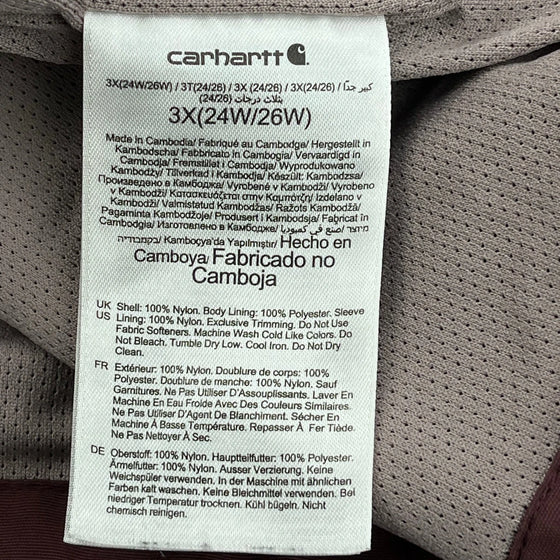 carhartt
3X(24W/26W) / 3T(24/26) / 3X (24/26) / 3X(24/26) / كبير جدًا
بثلاث درجات (24/26)
3X(24W/26W)
Made in Cambodia/ Fabriqué au Cambodge/ Hergestellt in
Kambodscha/ Fabbricato in Cambogia/ Vervaardigd in
Cambodja/ Fremstillet i Cambodja/ Wyprodukowano
Kambodży/ Tillverkad i Kambodja/ Készült: Kambodzsa/
Произведено в Камбоджа/ Vyrobené v Kambodži/ Vyrobeno
v Kambodži/ Κατασκευάζεται στην Καμπότζη/ Izdelano v
Kambodži/ Valmistatud Kambodžas/ Ražots Kambodžā/
Pagaminta Kambodžoje/ Produsert i Kambodsja/ Fabricat în
Cambodgia/ Изготовлено в Камбодже/ صنع في كمبوديا / מיוצר
בקמבודיה/ Kamboçya'da Yapılmıştır/ Hecho en
Camboya/ Fabricado no
Camboja
UK Shell: 100% Nylon. Body Lining: 100% Polyester. Sleeve
US Lining: 100% Nylon. Exclusive Trimming. Do Not Use
Fabric Softeners. Machine Wash Cold Like Colors. Do
Not Bleach. Tumble Dry Low. Cool Iron. Do Not Dry
Clean.
FR Extérieur: 100% Nylon. Doublure de corps: 100%
Polyester. Doublure de manche: 100% Nylon. Sauf
Garnitures. Ne Pas Utiliser D'Assouplissants. Laver En
Machine En Eau Froide Avec Des Couleurs Similaires.
Ne Pas Utiliser D'Agent De Blanchiment. Sécher En
Machine À Basse Température. Repasser À Fer Tiède.
Ne Pas Nettoyer À Sec.
DE Oberstoff: 100% Nylon. Hauptteilfutter: 100% Polyester.
Ärmelfutter: 100% Nylon. Ausser Verzierung. Keine
Weichspüler verwenden. In der Maschine mit ähnlichen
Farben kalt waschen. Keine Bleichmittel verwenden. Bei
niedriger Temperatur trocknen. Kühl bügeln. Nicht
chemisch reinigen.